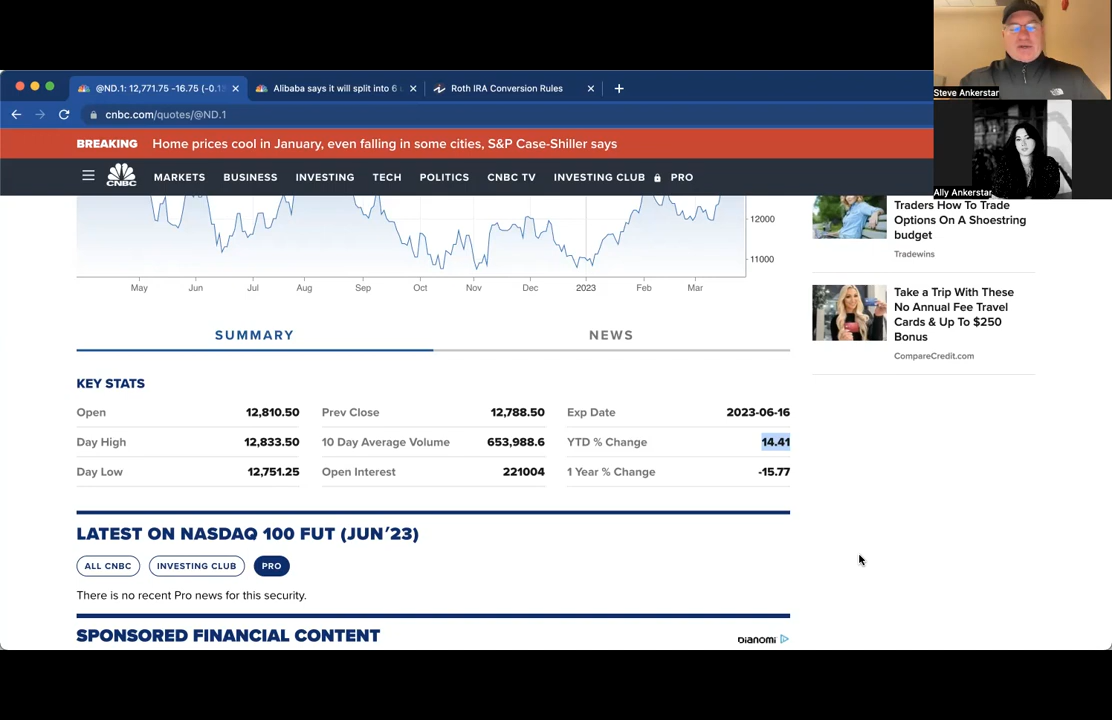 Steve Ankerstar
Ally Ankerstar
@ND.1: 12,771.75 -16.75 (-0.1
Alibaba says it will split into 6
Roth IRA Conversion Rules
cnbc.com/quotes/@ND.1
BREAKING Home prices cool in January, even falling in some cities, S&P Case-Shiller says
CNBC MARKETS BUSINESS INVESTING TECH POLITICS CNBC TV INVESTING CLUB PRO
12000
11000
May Jun Jul Aug Sep Oct Nov Dec 2023 Feb Mar
Traders How To Trade
Options On A Shoestring
budget
Tradewins
Take a Trip With These
No Annual Fee Travel
Cards & Up To $250
Bonus
CompareCredit.com
SUMMARY NEWS
KEY STATS
Open 12,810.50 Prev Close 12,788.50 Exp Date 2023-06-16
Day High 12,833.50 10 Day Average Volume 653,988.6 YTD % Change 14.41
Day Low 12,751.25 Open Interest 221004 1 Year % Change -15.77
LATEST ON NASDAQ 100 FUT (JUN'23)
ALL CNBC INVESTING CLUB PRO
There is no recent Pro news for this security.
SPONSORED FINANCIAL CONTENT
DIANOMI